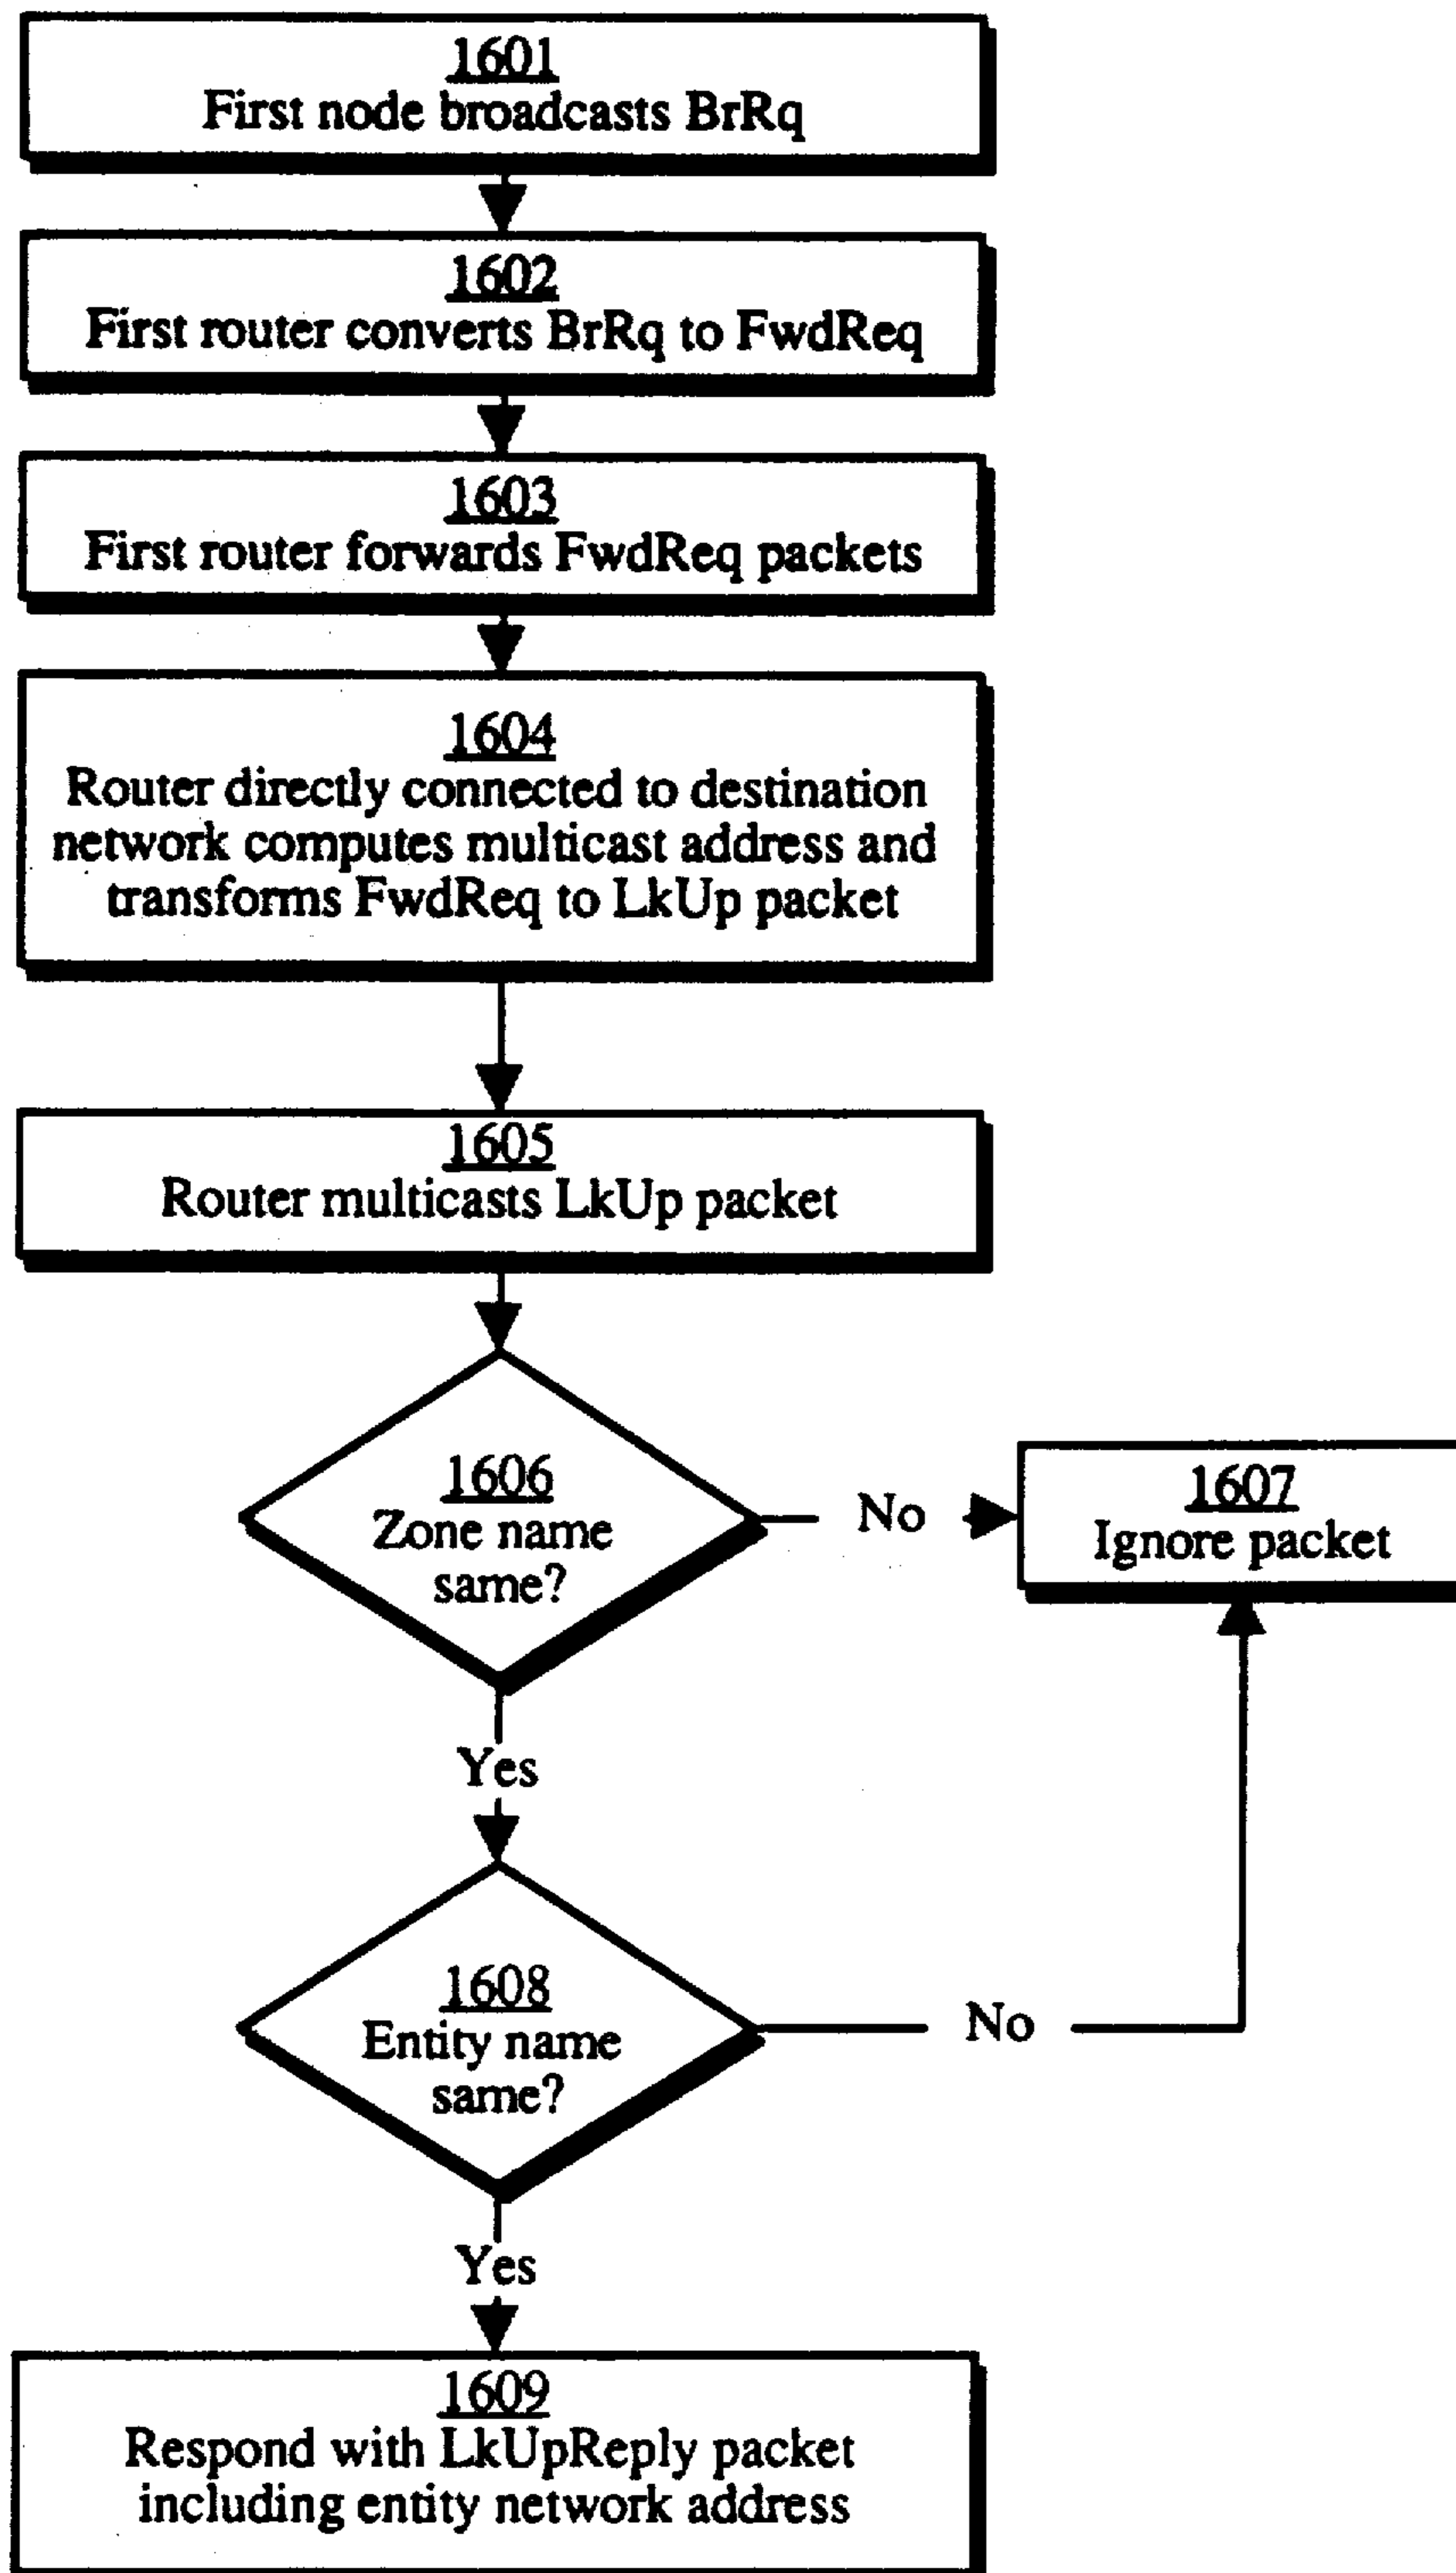 1601
First node broadcasts BrRq
1602
First router converts BrRq to FwdReq
1603
First router forwards FwdReq packets
1604
Router directly connected to destination
network computes multicast address and
transforms FwdReq to LkUp packet
1605
Router multicasts LkUp packet
1606
Zone name
same?
No
1607
Ignore packet
Yes
1608
Entity name
same?
No
Yes
1609
Respond with LkUpReply packet
including entity network address